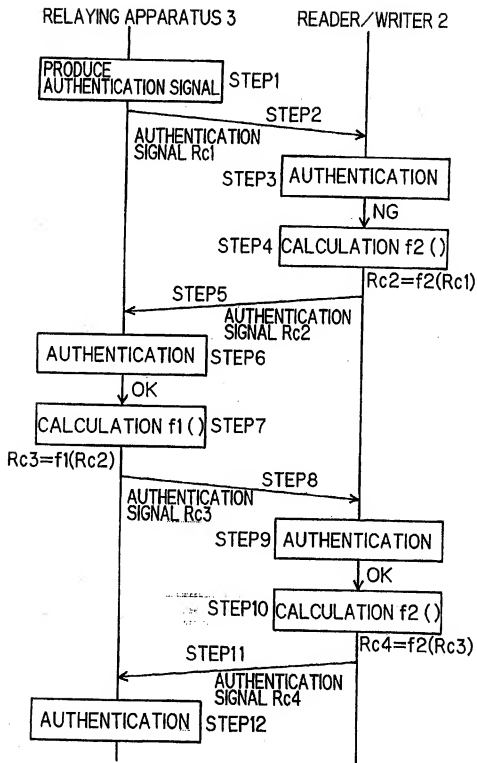 RELAYING APPARATUS 3
READER/WRITER 2
PRODUCE
AUTHENTICATION SIGNAL
STEP1
STEP2
AUTHENTICATION
SIGNAL Rc1
STEP3
AUTHENTICATION
NG
STEP4
CALCULATION f2 ( )
Rc2=f2(Rc1)
STEP5
AUTHENTICATION
SIGNAL Rc2
AUTHENTICATION
STEP6
OK
CALCULATION f1 ( )
STEP7
Rc3=f1(Rc2)
STEP8
AUTHENTICATION
SIGNAL Rc3
STEP9
AUTHENTICATION
OK
STEP10
CALCULATION f2 ( )
Rc4=f2(Rc3)
STEP11
AUTHENTICATION
SIGNAL Rc4
AUTHENTICATION
STEP12